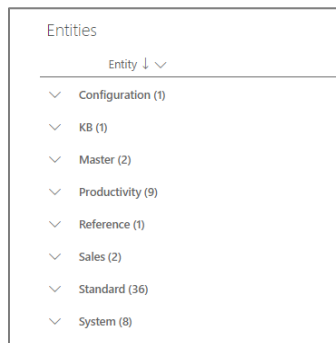 Entities
Entity ↓
Configuration (1)
KB (1)
Master (2)
Productivity (9)
Reference (1)
Sales (2)
Standard (36)
System (8)